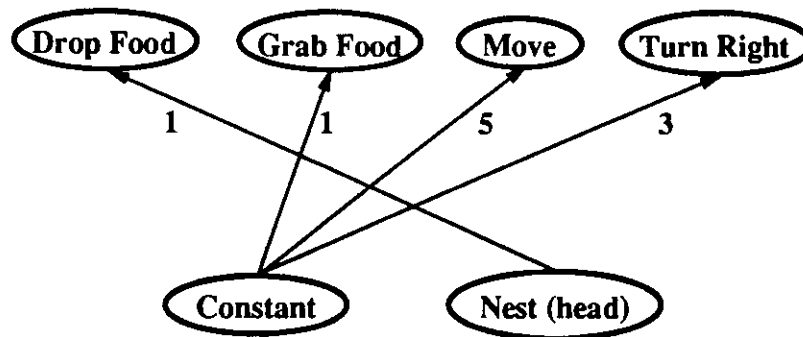 Drop Food
Grab Food
Move
Turn Right
1
1
5
3
Constant
Nest (head)